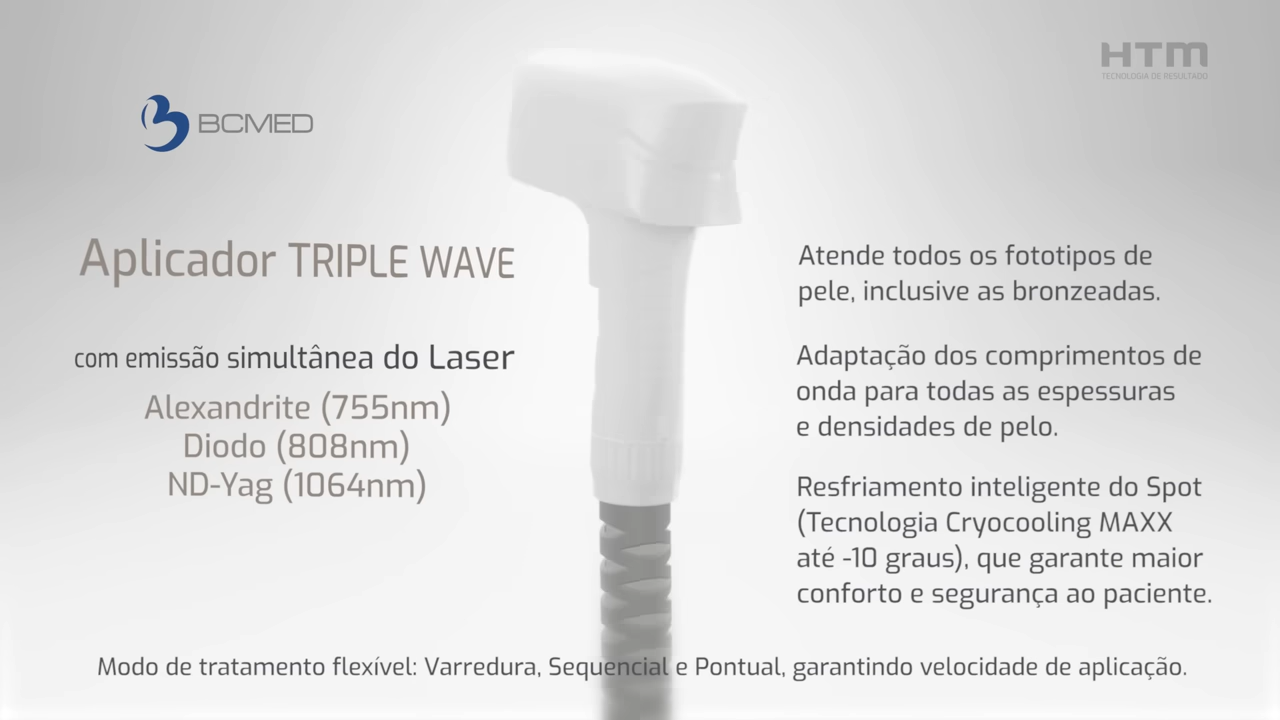 HTM
TECNOLOGIA DE RESULTADO
BCMED
Aplicador TRIPLE WAVE
com emissão simultânea do Laser
Alexandrite (755nm)
Diodo (808nm)
ND-Yag (1064nm)
Atende todos os fototipos de
pele, inclusive as bronzeadas.
Adaptação dos comprimentos de
onda para todas as espessuras
e densidades de pelo.
Resfriamento inteligente do Spot
(Tecnologia Cryocooling MAXX
até -10 graus), que garante maior
conforto e segurança ao paciente.
Modo de tratamento flexível: Varredura, Sequencial e Pontual, garantindo velocidade de aplicação.